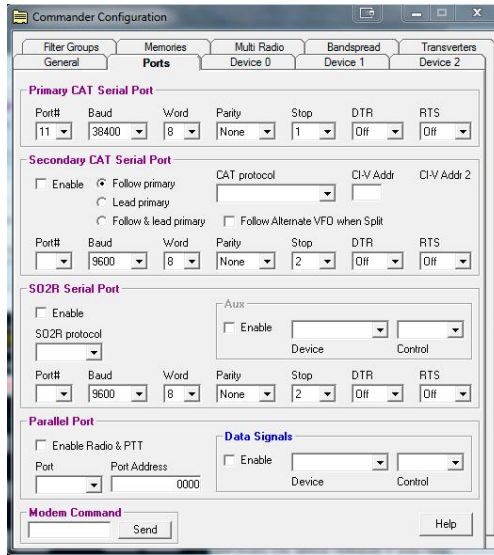 Commander Configuration
Filter Groups Memories Multi Radio Bandspread Transverters
General Ports Device 0 Device 1 Device 2
Primary CAT Serial Port
Port# Baud Word Parity Stop DTR RTS
11 38400 8 None 1 Off Off
Secondary CAT Serial Port
Enable Follow primary CAT protocol CI-V Addr CI-V Addr 2
Lead primary
Follow & lead primary Follow Alternate VFO when Split
Port# Baud Word Parity Stop DTR RTS
9600 8 None 2 Off Off
SO2R Serial Port
Enable Aux
SO2R protocol Enable
Device Control
Port# Baud Word Parity Stop DTR RTS
9600 8 None 2 Off Off
Parallel Port
Enable Radio & PTT Data Signals
Port Port Address Enable
0000 Device Control
Modem Command
Send Help